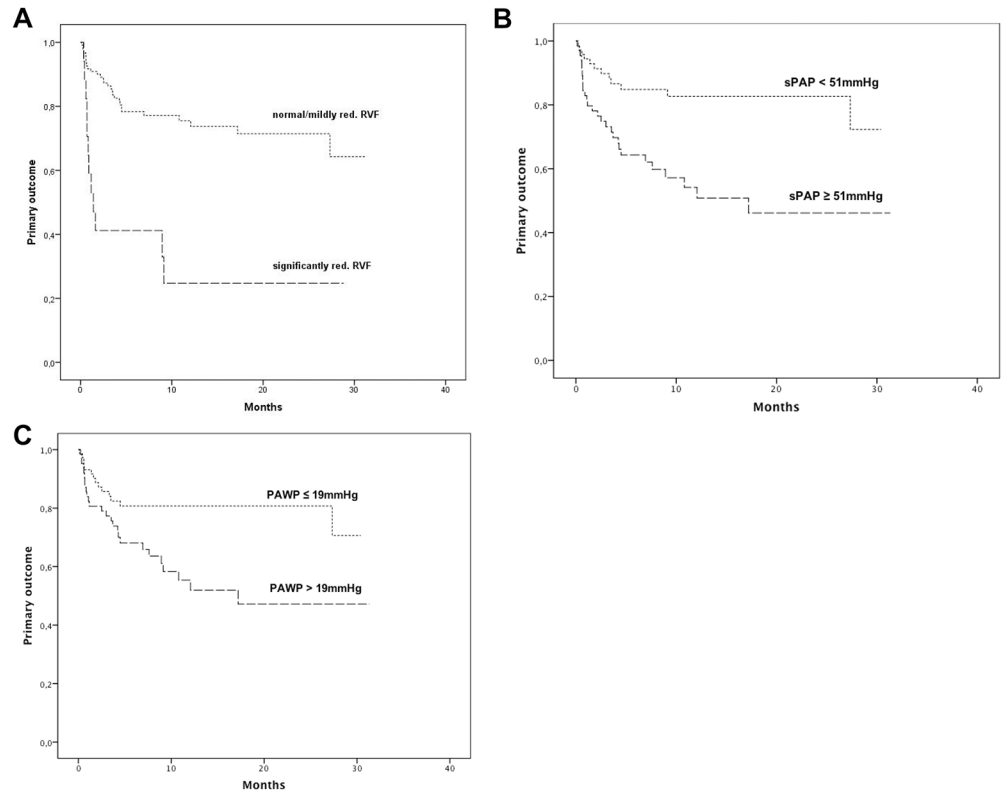 A
1,0
0,8
0,6
0,4
0,2
0,0
Primary outcome
normal/mildly red. RVF
significantly red. RVF
0 10 20 30 40
Months
B
1,0
0,8
0,6
0,4
0,2
0,0
Primary outcome
sPAP < 51mmHg
sPAP ≥ 51mmHg
0 10 20 30 40
Months
C
1,0
0,8
0,6
0,4
0,2
0,0
Primary outcome
PAWP ≤ 19mmHg
PAWP > 19mmHg
0 10 20 30 40
Months